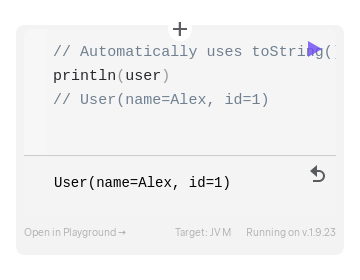 // Automatically uses toString()
println(user)
// User(name=Alex, id=1)
User(name=Alex, id=1)
Open in Playground → Target: JVM Running on v.1.9.23